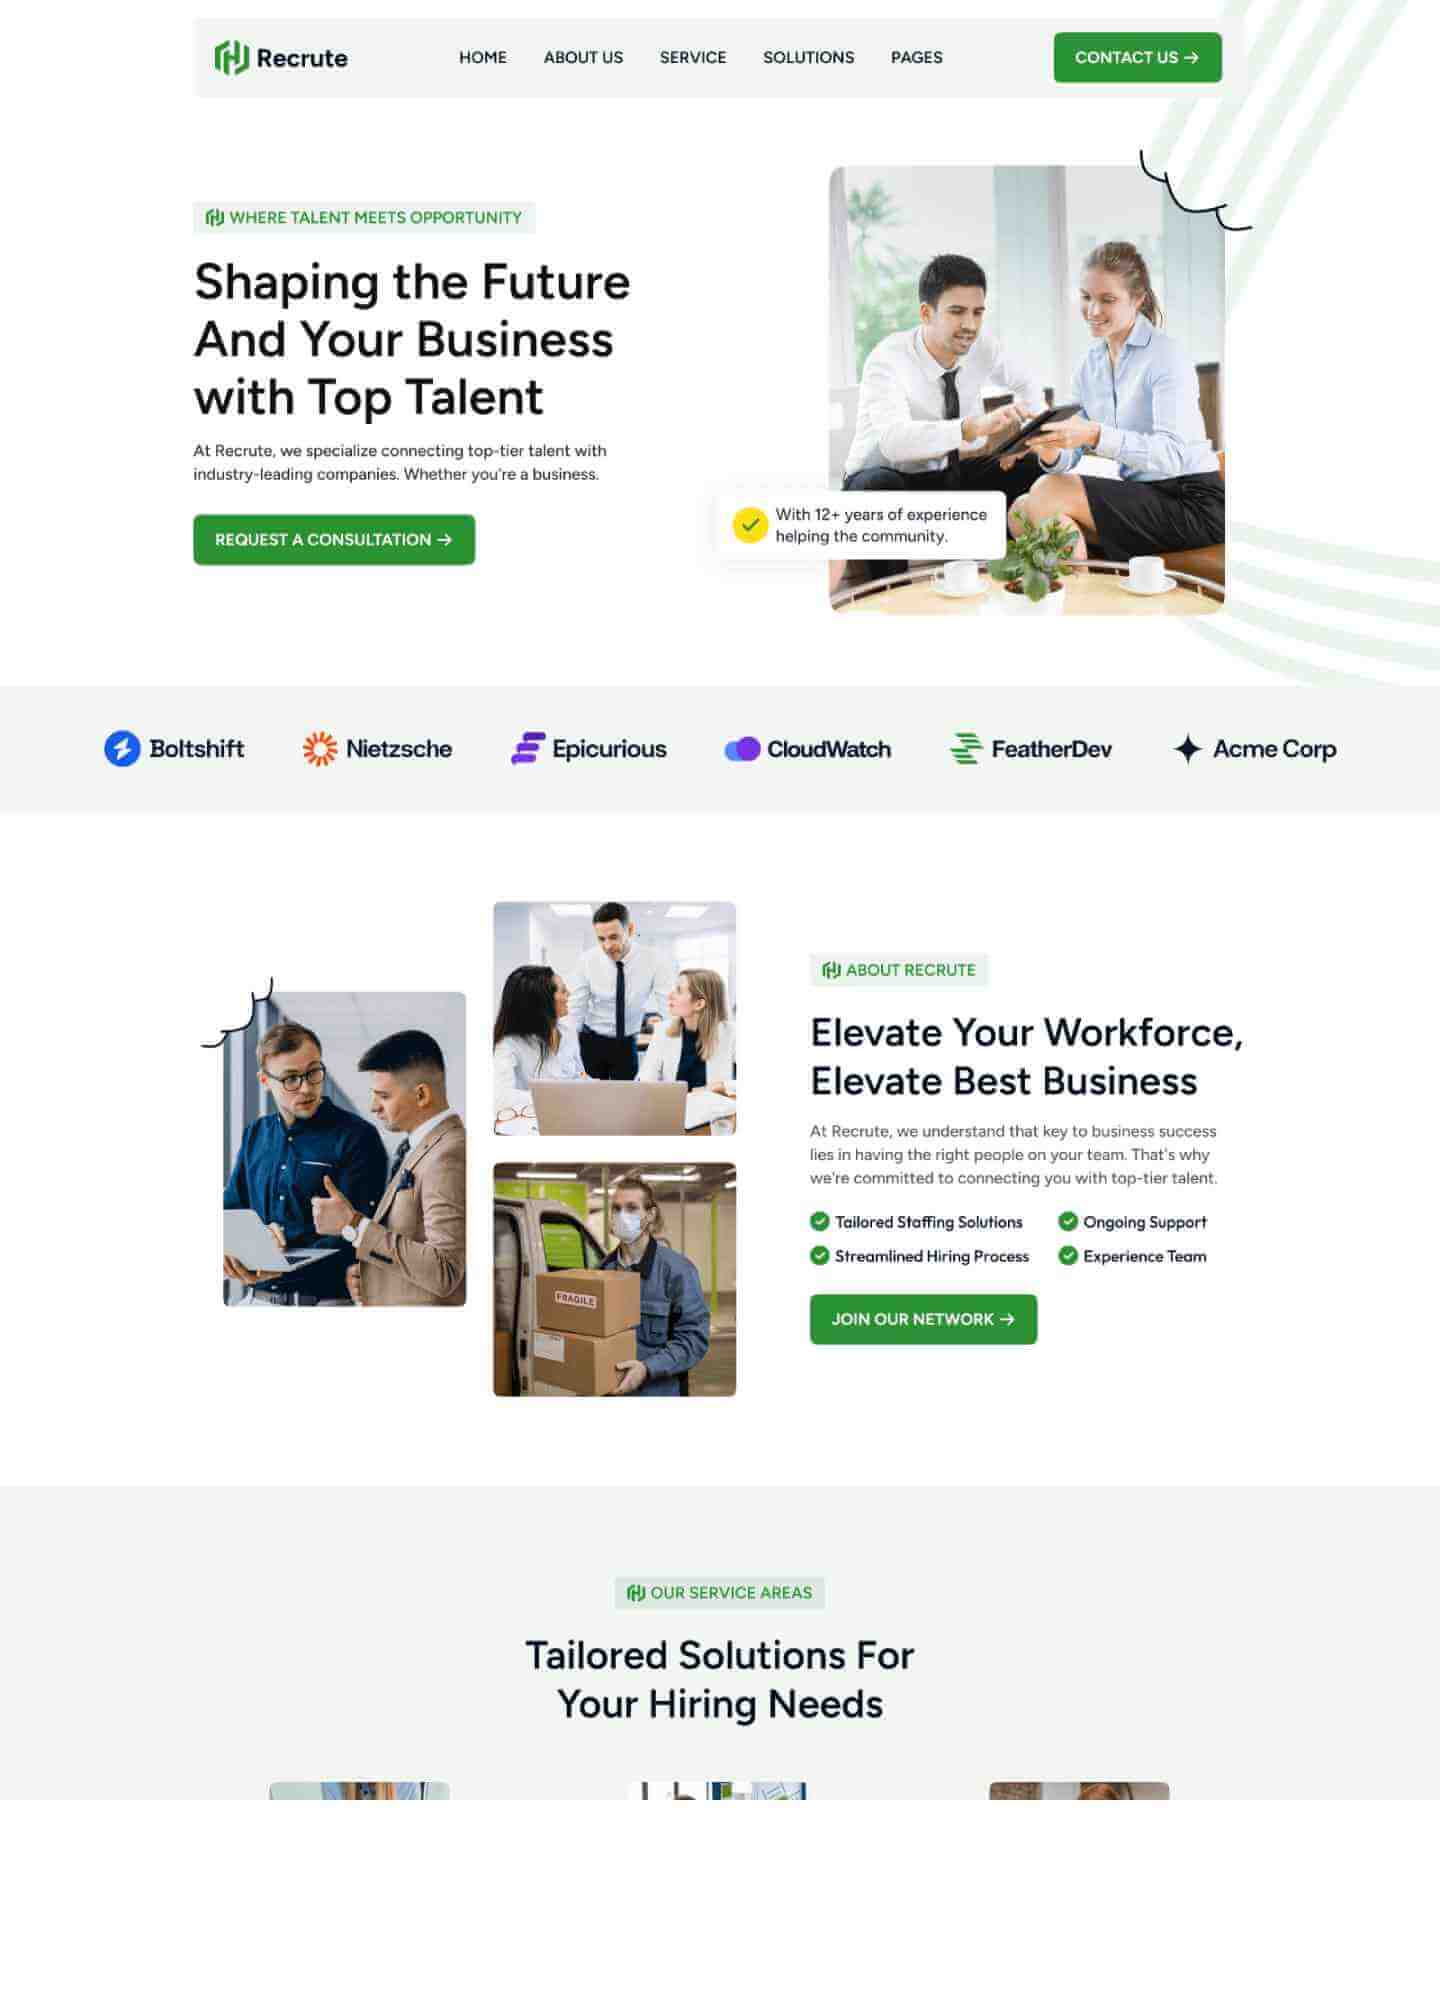 Recrute
HOME ABOUT US SERVICE SOLUTIONS PAGES
CONTACT US →
WHERE TALENT MEETS OPPORTUNITY
Shaping the Future
And Your Business
with Top Talent
At Recrute, we specialize connecting top-tier talent with
industry-leading companies. Whether you're a business.
REQUEST A CONSULTATION →
With 12+ years of experience
helping the community.
Boltshift Nietzsche Epicurious CloudWatch FeatherDev Acme Corp
FRAGILE
ABOUT RECRUTE
Elevate Your Workforce,
Elevate Best Business
At Recrute, we understand that key to business success
lies in having the right people on your team. That's why
we're committed to connecting you with top-tier talent.
Tailored Staffing Solutions Ongoing Support
Streamlined Hiring Process Experience Team
JOIN OUR NETWORK →
OUR SERVICE AREAS
Tailored Solutions For
Your Hiring Needs